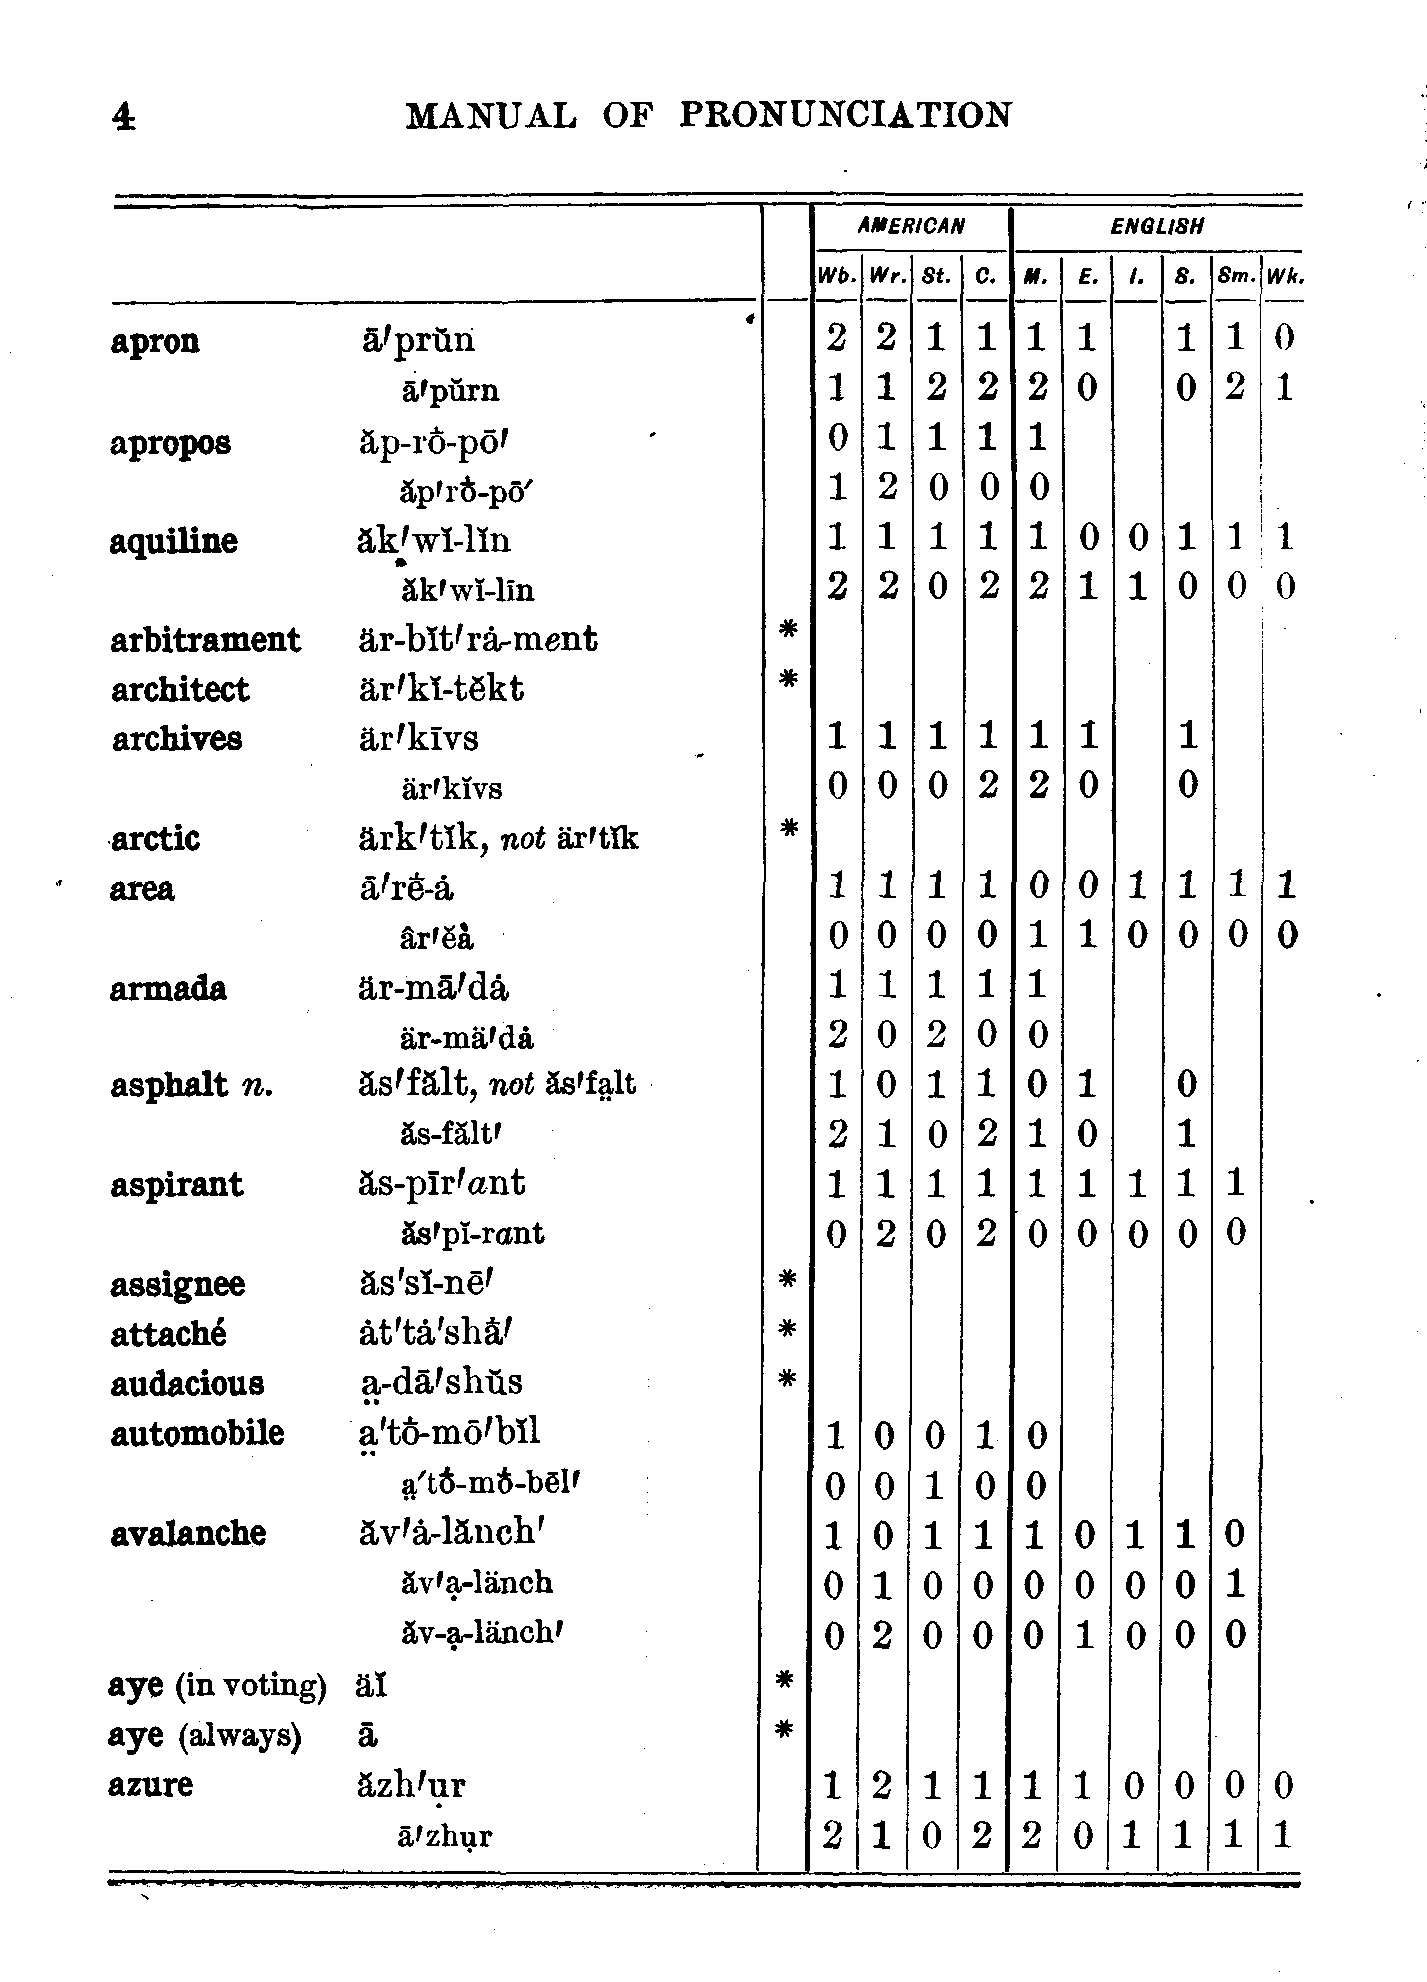 4 MANUAL OF PRONUNCIATION
AMERICAN ENGLISH
Wb. Wr. St. C. M. E. I. S. Sm. Wk.
apron ā′prŭn 2 2 1 1 1 1 1 1 0
ā′pŭrn 1 1 2 2 2 0 0 2 1
apropos ăp-rō̇-pō′ 0 1 1 1 1
ăp′rō̇-pō′ 1 2 0 0 0
aquiline ăk′wĭ-lĭn 1 1 1 1 1 0 0 1 1 1
ăk′wĭ-līn 2 2 0 2 2 1 1 0 0 0
arbitrament är-bĭt′rȧ-ment *
architect är′kĭ-tĕkt *
archives är′kīvs 1 1 1 1 1 1 1
är′kĭvs 0 0 0 2 2 0 0
arctic ärk′tĭk, not är′tĭk *
area ā′rē̇-ȧ 1 1 1 1 0 0 1 1 1 1
âr′ĕȧ 0 0 0 0 1 1 0 0 0 0
armada är-mā′dȧ 1 1 1 1 1
är-mä′dȧ 2 0 2 0 0
asphalt n. ăs′fălt, not ăs′fa̤lt 1 0 1 1 0 1 0
ăs-fălt′ 2 1 0 2 1 0 1
aspirant ăs-pīr′ant 1 1 1 1 1 1 1 1 1
ăs′pĭ-rant 0 2 0 2 0 0 0 0 0
assignee ăs′sĭ-nē′ *
attaché ȧt′tȧ′shā̇′ *
audacious a̤-dā′shŭs *
automobile a̤′tō̇-mō′bĭl 1 0 0 1 0
a̤′tō̇-mō̇-bēl′ 0 0 1 0 0
avalanche ăv′ȧ-lănch′ 1 0 1 1 1 0 1 1 0
ăv′ạ-länch 0 1 0 0 0 0 0 0 1
ăv-ạ-länch′ 0 2 0 0 0 1 0 0 0
aye (in voting) äĭ *
aye (always) ā *
azure ăzh′ụr 1 2 1 1 1 1 0 0 0 0
ā′zhụr 2 1 0 2 2 0 1 1 1 1